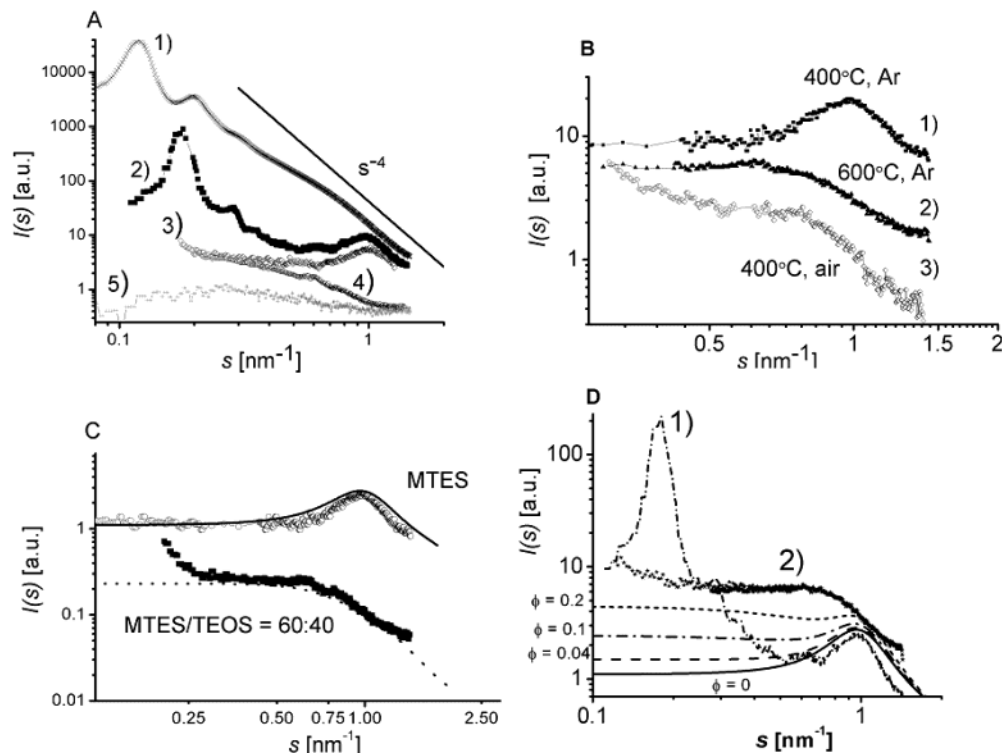 A
1)
10000
1000
100
10
1
I(s) [a.u.]
s⁻⁴
2)
3)
4)
5)
0.1
1
s [nm⁻¹]
B
400°C, Ar
1)
10
600°C, Ar
2)
1
400°C, air
3)
I(s) [a.u.]
0.5
1
1.5
2
s [nm⁻¹]
C
MTES
1
0.1
0.01
I(s) [a.u.]
MTES/TEOS = 60:40
0.25
0.50
0.75
1.00
2.50
s [nm⁻¹]
D
1)
100
2)
10
1
I(s) [a.u.]
ϕ = 0.2
ϕ = 0.1
ϕ = 0.04
ϕ = 0
0.1
1
s [nm⁻¹]